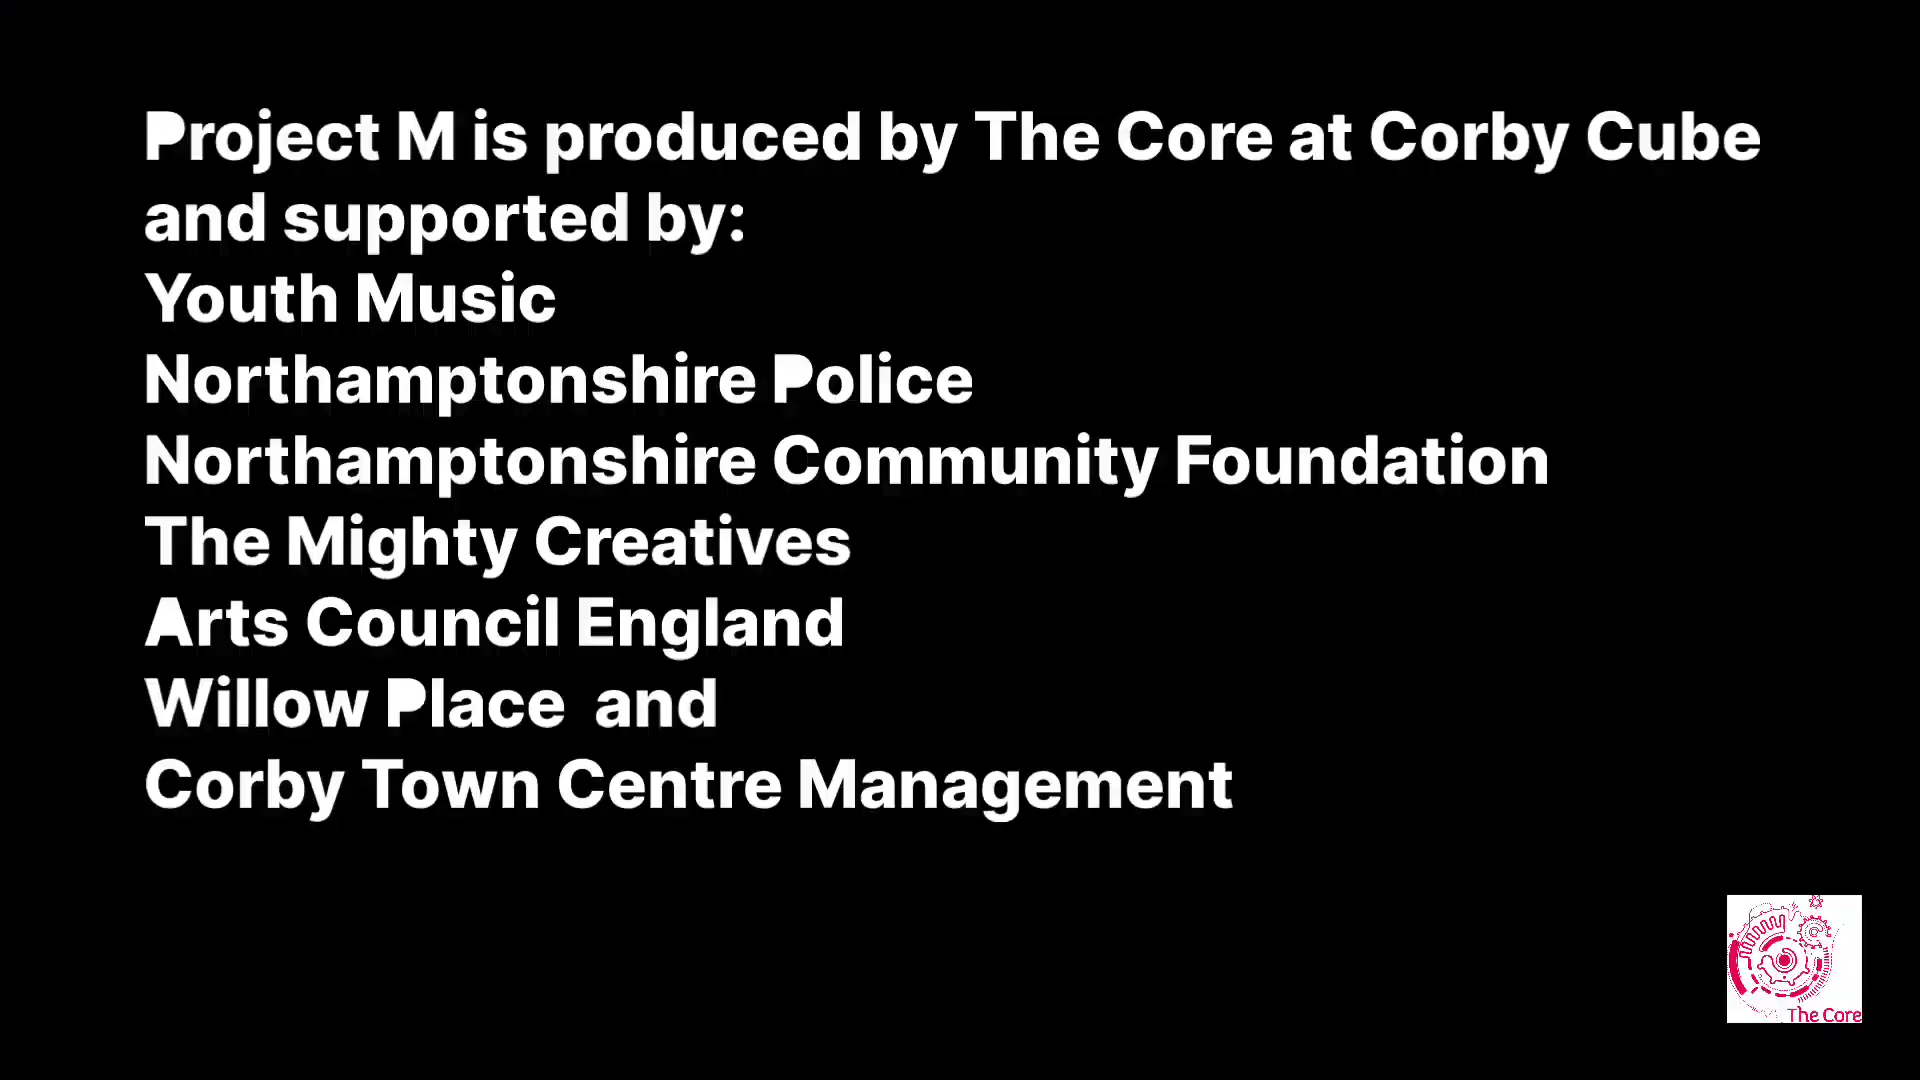 Project M is produced by The Core at Corby Cube
and supported by:
Youth Music
Northamptonshire Police
Northamptonshire Community Foundation
The Mighty Creatives
Arts Council England
Willow Place  and
Corby Town Centre Management
The Core